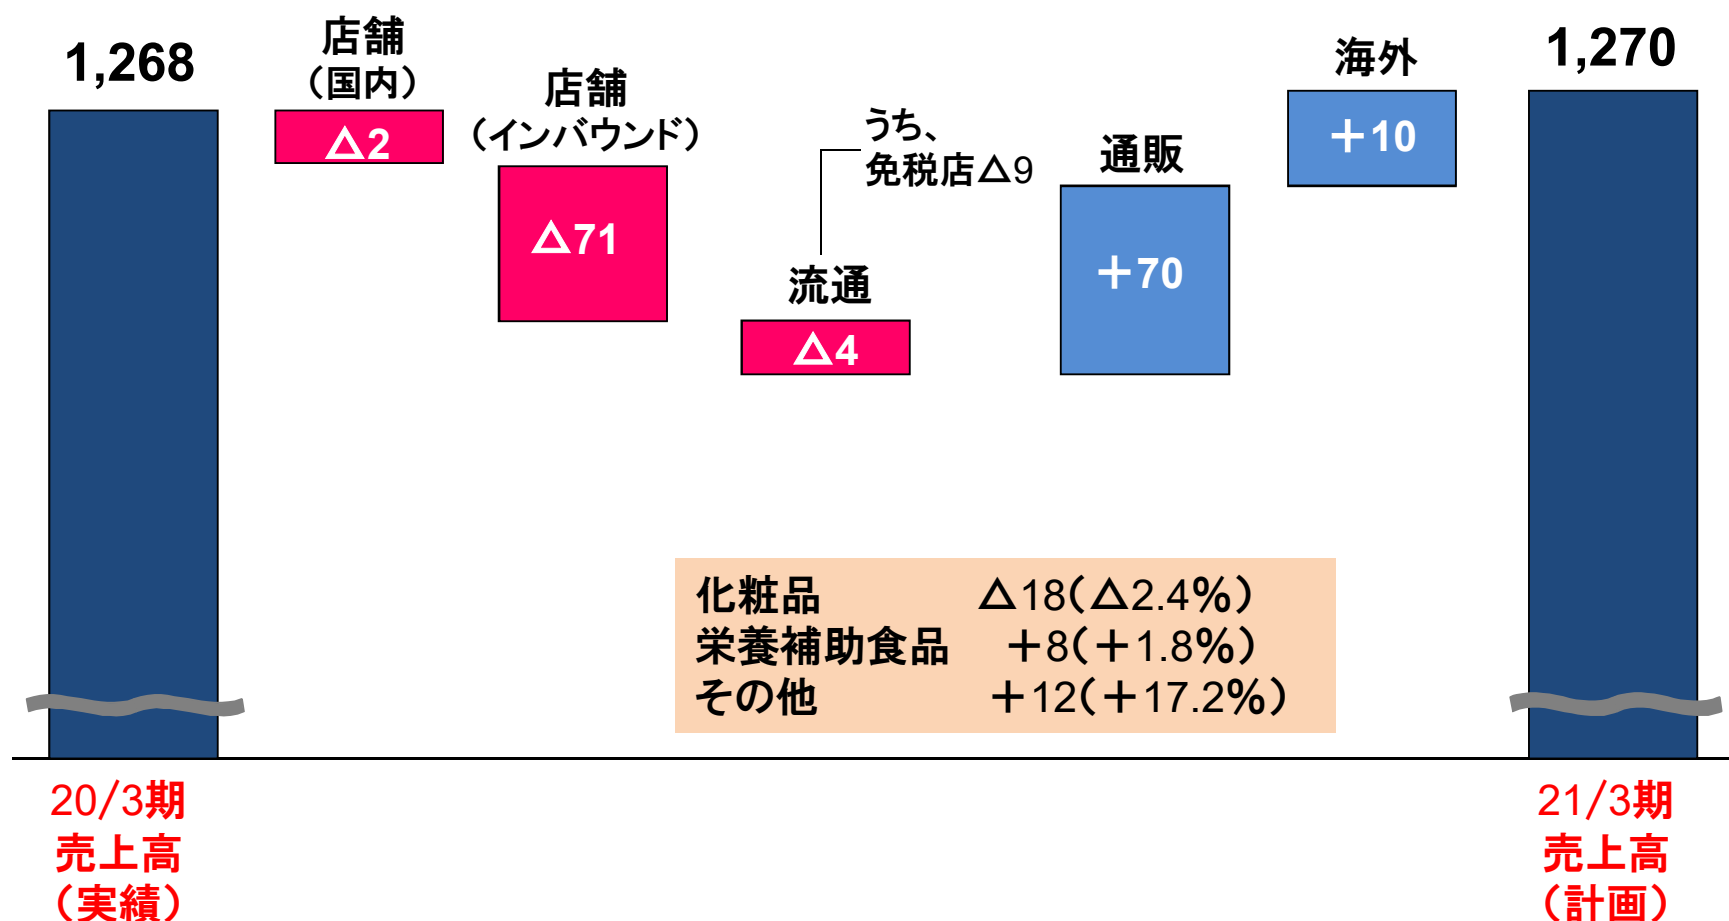 1,268
店舗
（国内）
△2
店舗
（インバウンド）
△71
うち、
免税店△9
流通
△4
通販
＋70
海外
＋10
1,270
化粧品 △18(△2.4％)
栄養補助食品 ＋8(＋1.8％)
その他 ＋12(＋17.2％)
20/3期
売上高
（実績）
21/3期
売上高
（計画）